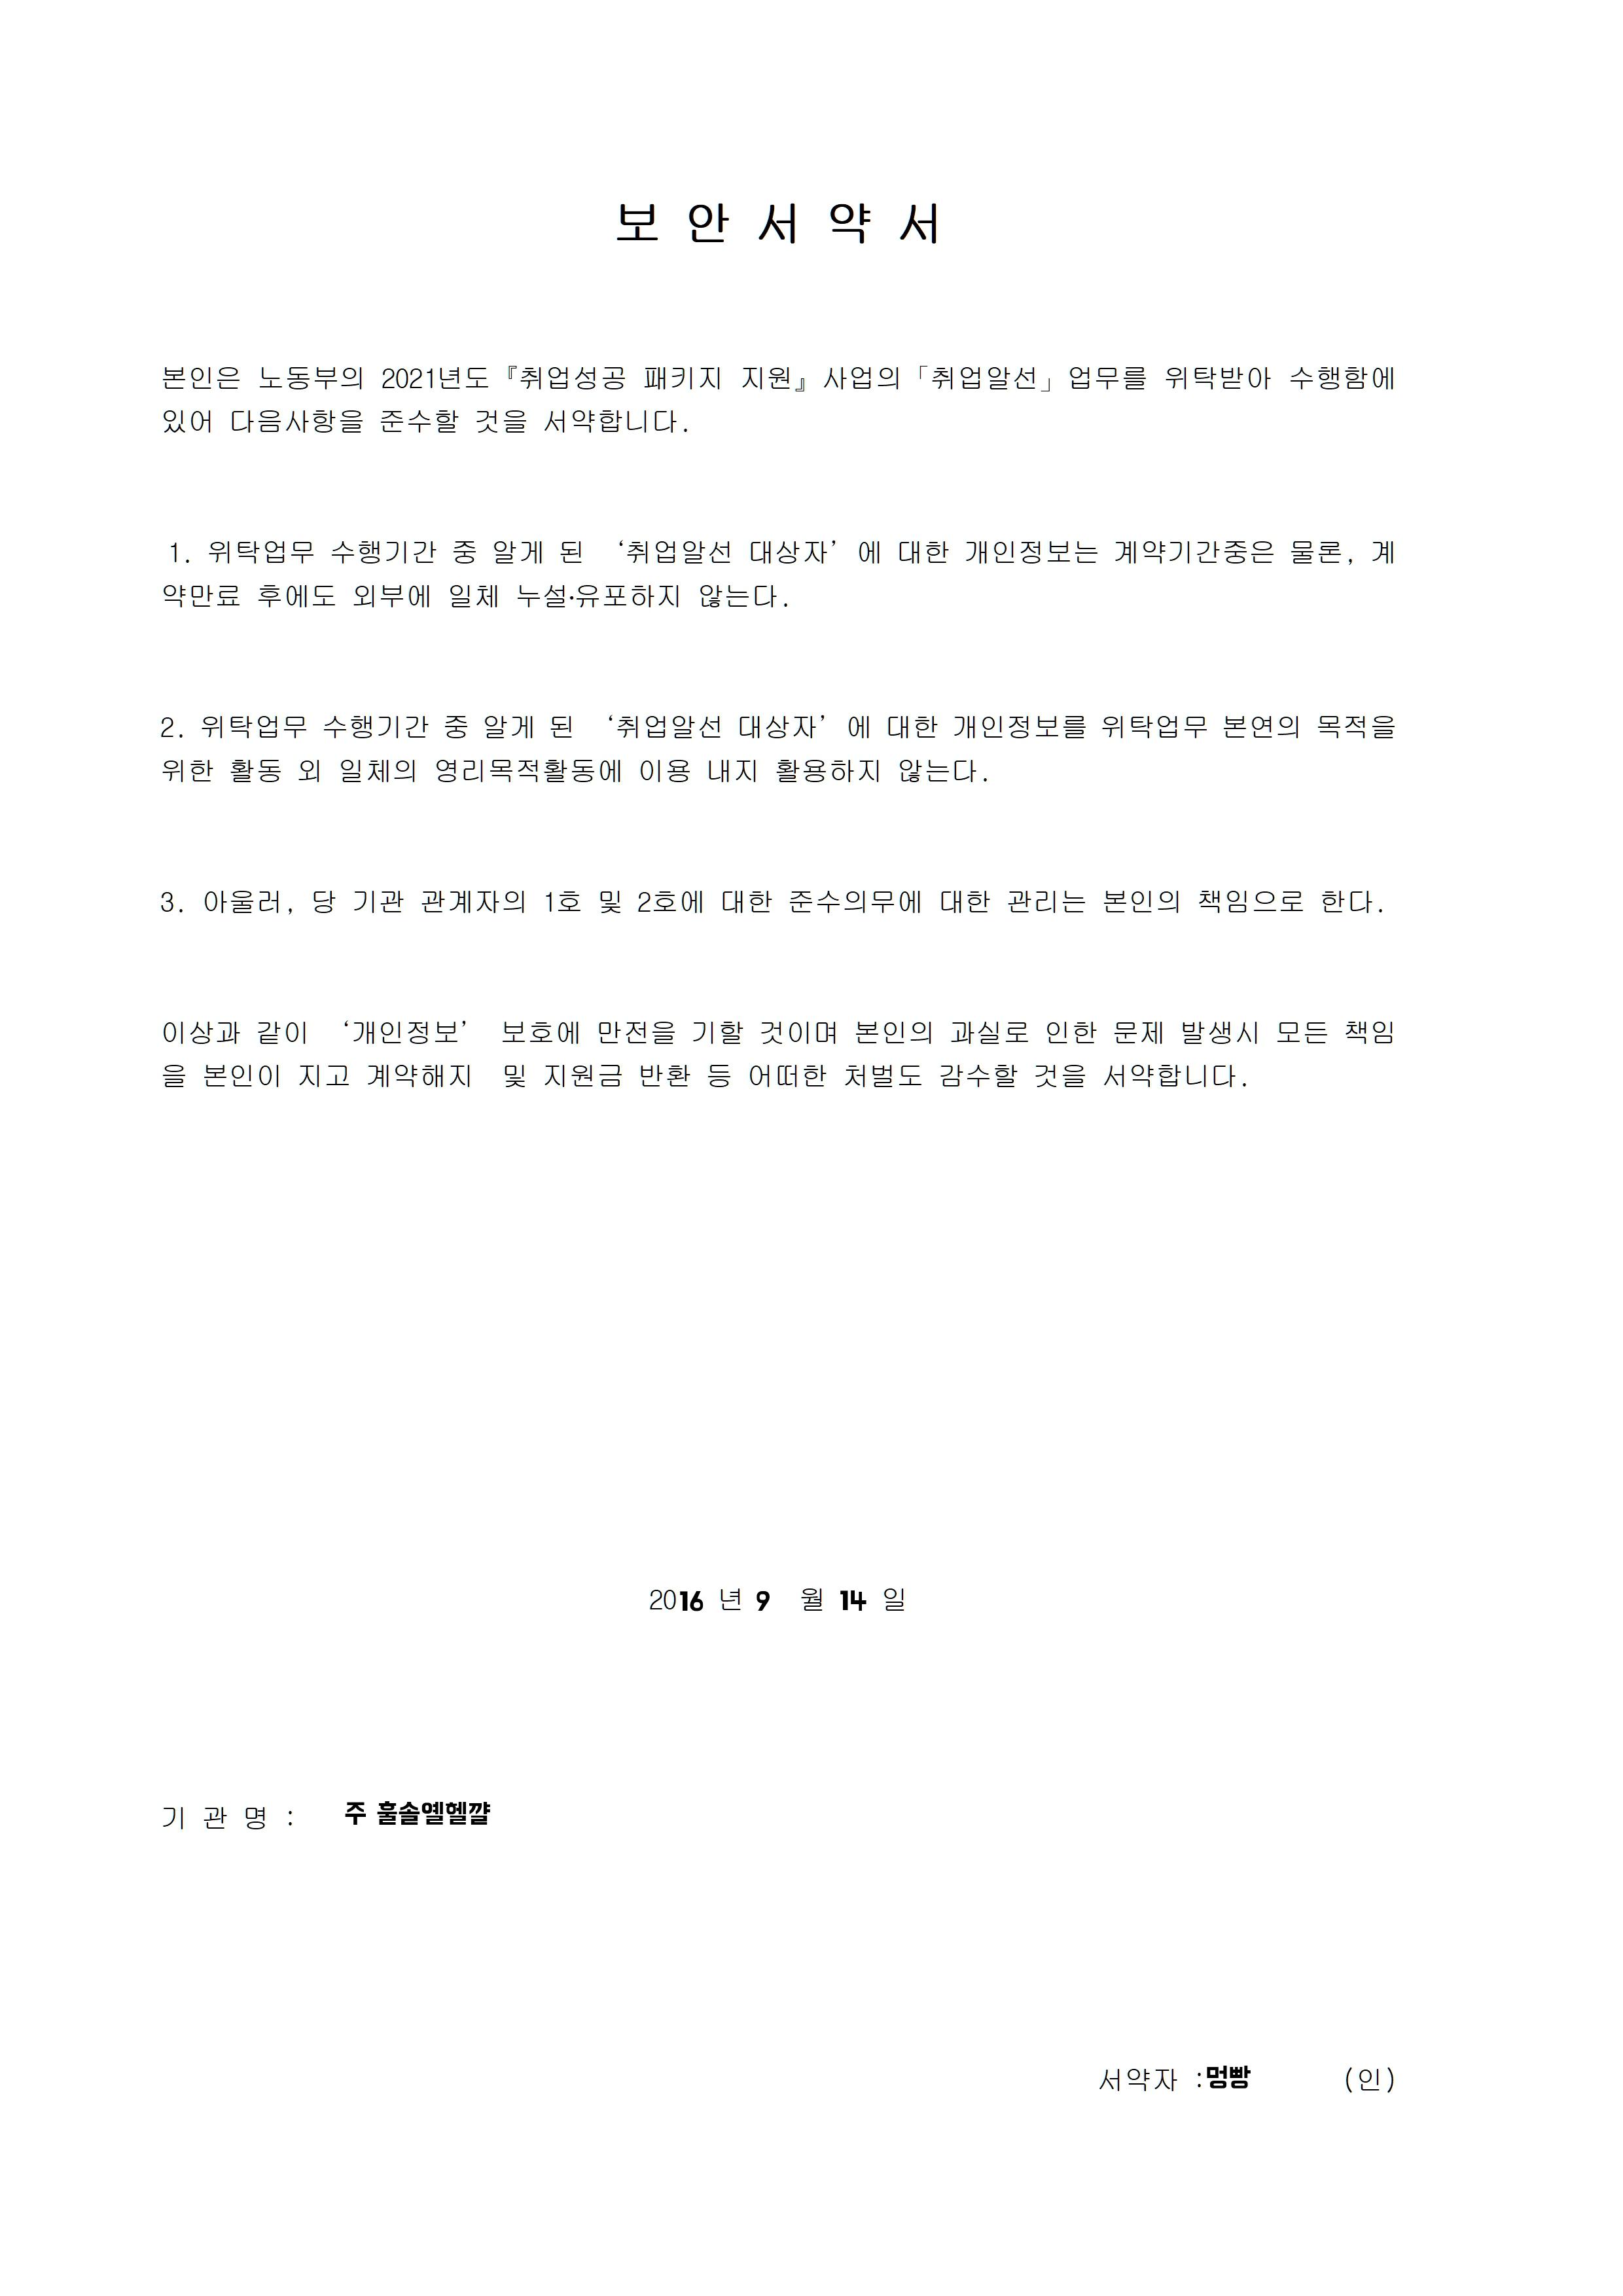 보 안 서 약 서
본인은 노동부의 2021년도『취업성공 패키지 지원』사업의「취업알선」업무를 위탁받아 수행함에
있어 다음사항을 준수할 것을 서약합니다.
1. 위탁업무 수행기간 중 알게 된 ‘취업알선 대상자’에 대한 개인정보는 계약기간중은 물론, 계
약만료 후에도 외부에 일체 누설·유포하지 않는다.
2. 위탁업무 수행기간 중 알게 된 ‘취업알선 대상자’에 대한 개인정보를 위탁업무 본연의 목적을
위한 활동 외 일체의 영리목적활동에 이용 내지 활용하지 않는다.
3. 아울러, 당 기관 관계자의 1호 및 2호에 대한 준수의무에 대한 관리는 본인의 책임으로 한다.
이상과 같이 ‘개인정보’ 보호에 만전을 기할 것이며 본인의 과실로 인한 문제 발생시 모든 책임
을 본인이 지고 계약해지 및 지원금 반환 등 어떠한 처벌도 감수할 것을 서약합니다.
2016 년 9 월 14 일
기 관 명 : 주 훌솔옐헬꺌
서약자 :멍빵 (인)